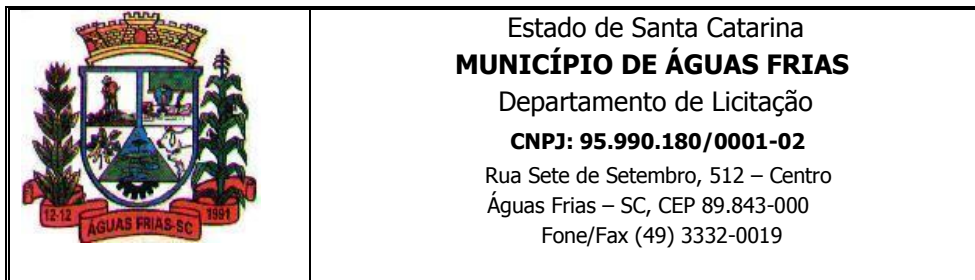 Estado de Santa Catarina
MUNICÍPIO DE ÁGUAS FRIAS
Departamento de Licitação
CNPJ: 95.990.180/0001-02
Rua Sete de Setembro, 512 – Centro
Águas Frias – SC, CEP 89.843-000
Fone/Fax (49) 3332-0019
12-12
ÁGUAS FRIAS-SC
1991